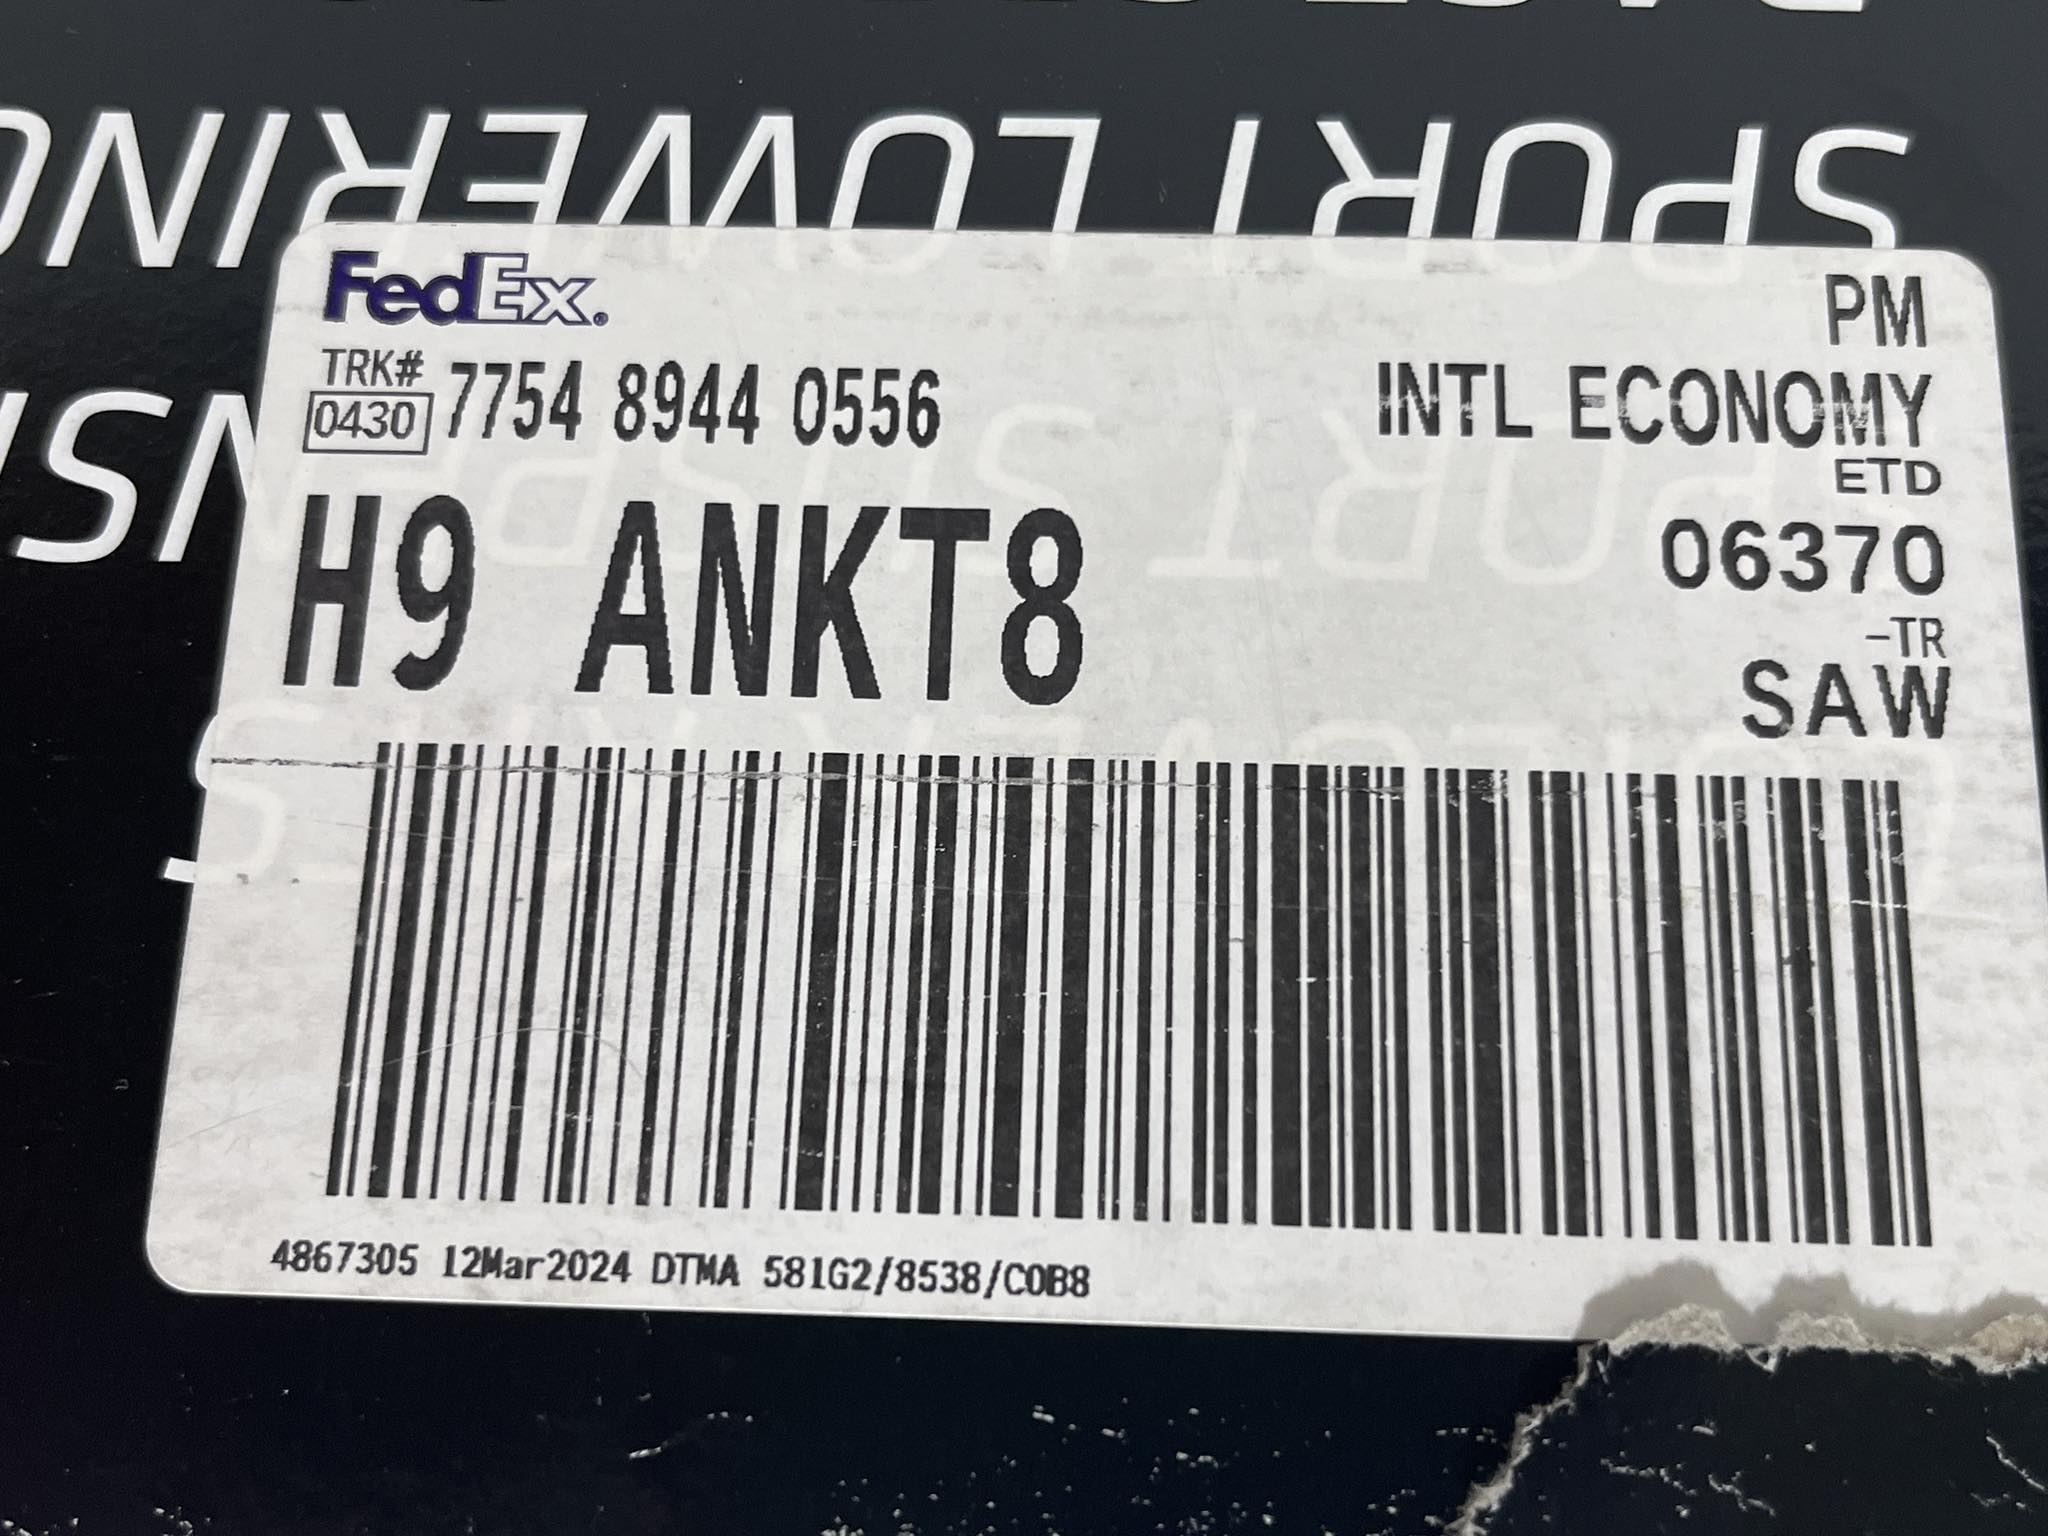 SPORT LOWERING
FedEx.
TRK#
0430
7754 8944 0556
PM
INTL ECONOMY
ETD
H9 ANKT8
06370
-TR
SAW
4867305 12Mar2024 DTMA 581G2/8538/C0B8